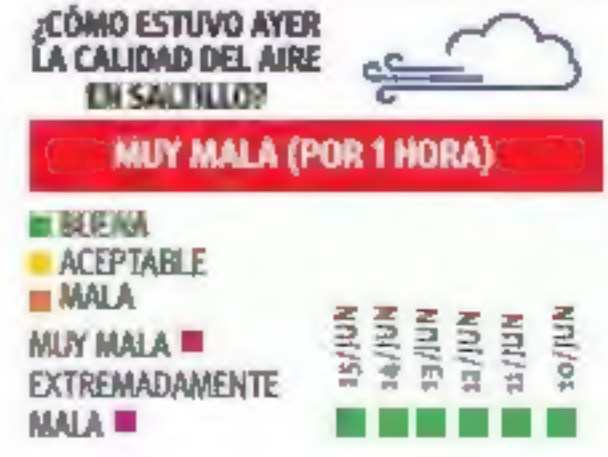 ¿CÓMO ESTUVO AYER
LA CALIDAD DEL AIRE
EN SALTILLO?
MUY MALA (POR 1 HORA)
BUENA
ACEPTABLE
MALA
MUY MALA
EXTREMADAMENTE
MALA
15/JUN
14/JUN
13/JUN
12/JUN
11/JUN
10/JUN